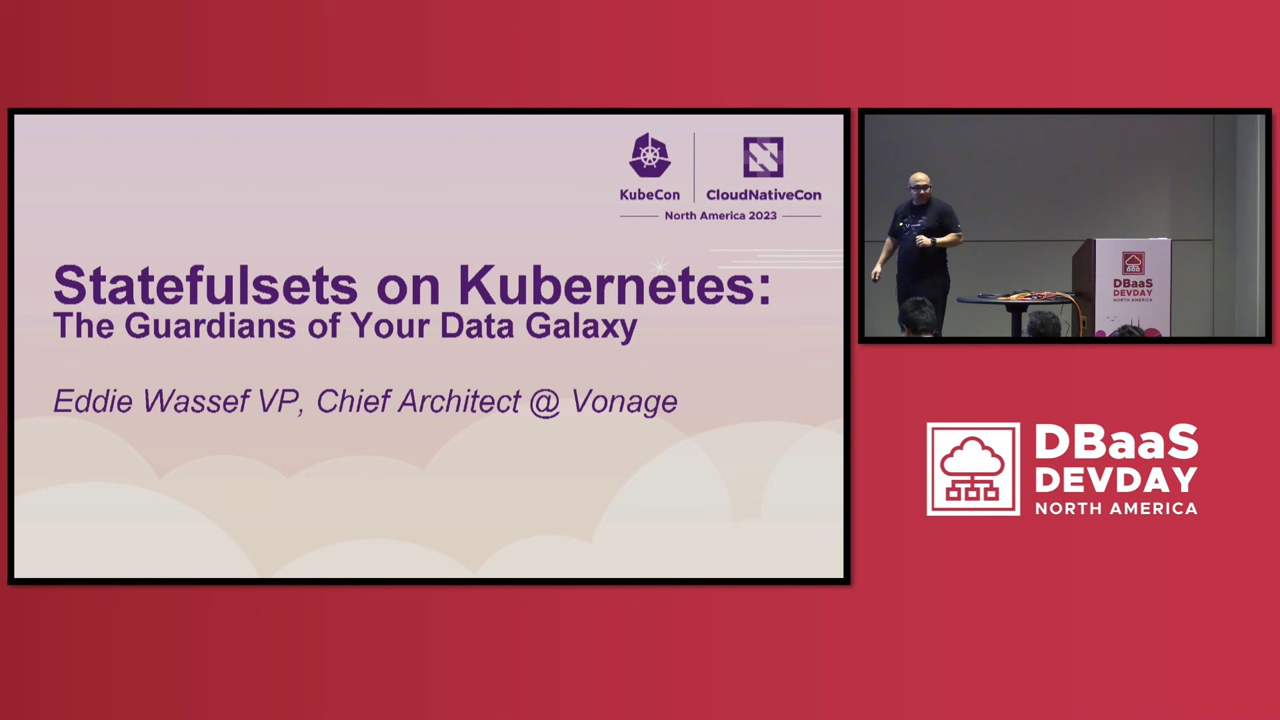 KubeCon
CloudNativeCon
North America 2023
Statefulsets on Kubernetes:
The Guardians of Your Data Galaxy
Eddie Wassef VP, Chief Architect @ Vonage
DBaaS
DEVDAY
NORTH AMERICA
DBaaS
DEVDAY
NORTH AMERICA